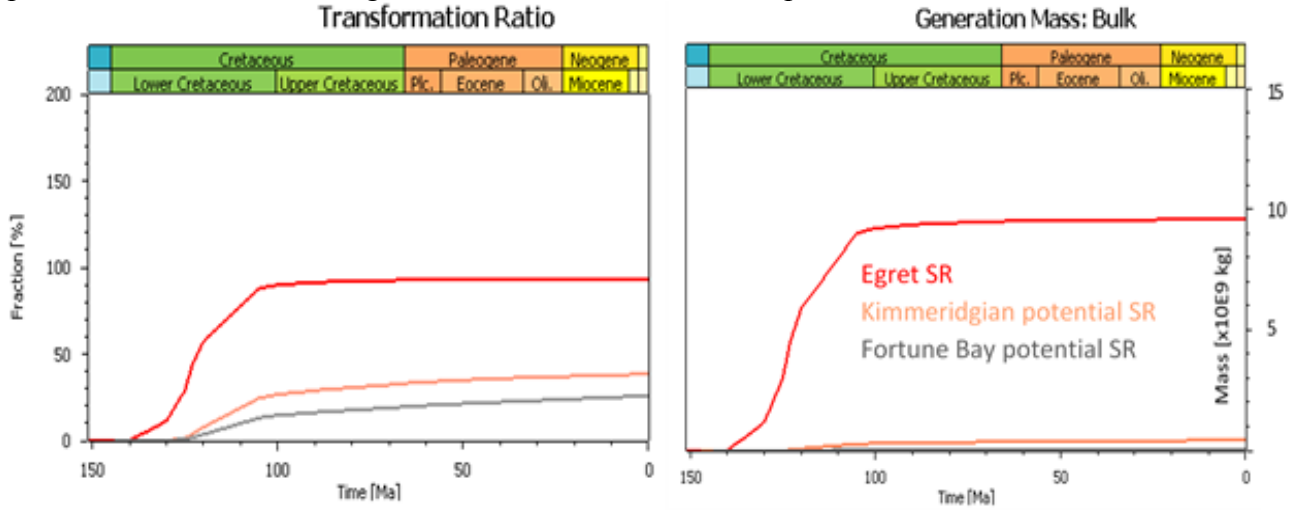 Transformation Ratio
Cretaceous Paleogene Neogene
Lower Cretaceous Upper Cretaceous Plc. Eocene Oli. Miocene
200
150
100
50
0
Fraction [%]
150 100 50 0
Time [Ma]
Generation Mass: Bulk
Cretaceous Paleogene Neogene
Lower Cretaceous Upper Cretaceous Plc. Eocene Oli. Miocene
15
10
5
Mass [x10E9 kg]
Egret SR
Kimmeridgian potential SR
Fortune Bay potential SR
150 100 50 0
Time [Ma]